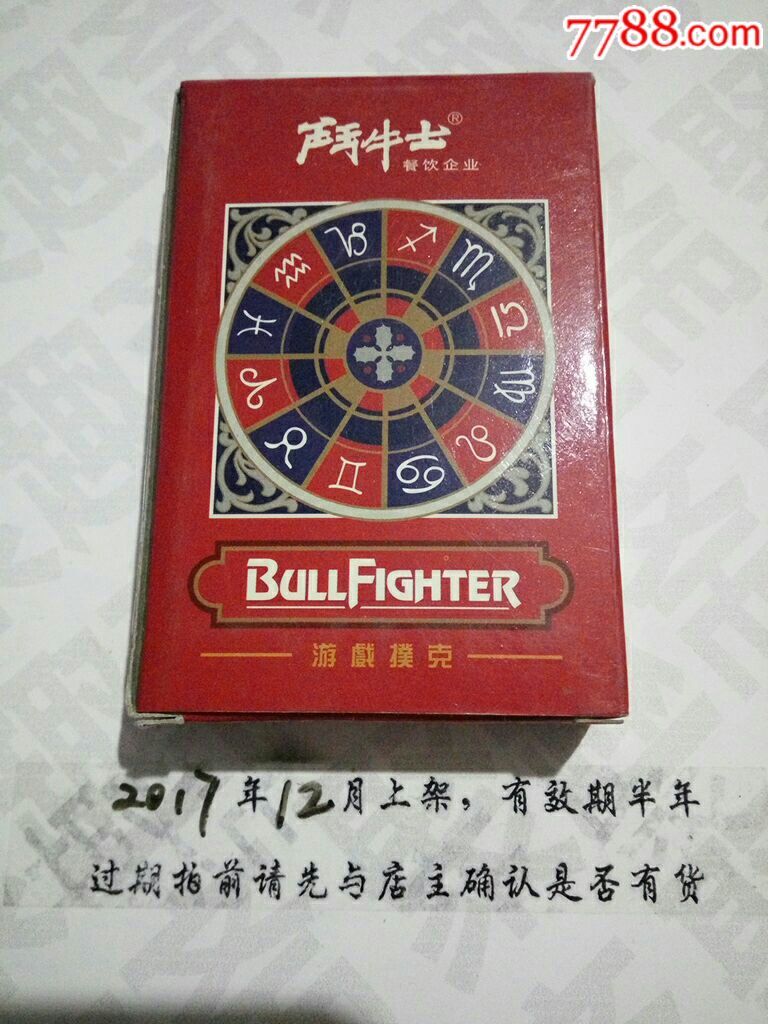 7788.com
鬥牛士®
餐饮企业
BULLFIGHTER
游戲撲克
2017年12月上架,有效期半年
过期拍前请先与店主确认是否有货